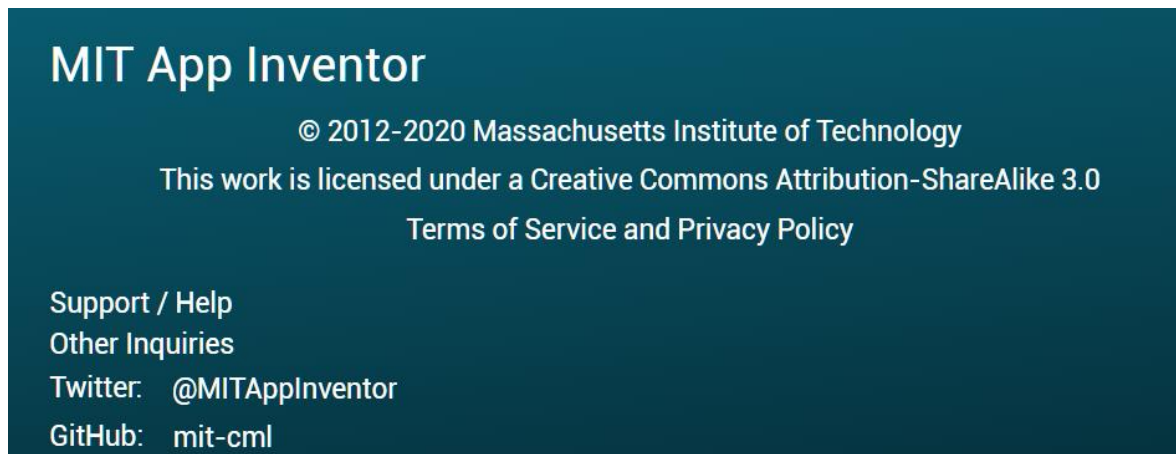 MIT App Inventor
© 2012-2020 Massachusetts Institute of Technology
This work is licensed under a Creative Commons Attribution-ShareAlike 3.0
Terms of Service and Privacy Policy
Support / Help
Other Inquiries
Twitter: @MITAppInventor
GitHub: mit-cml